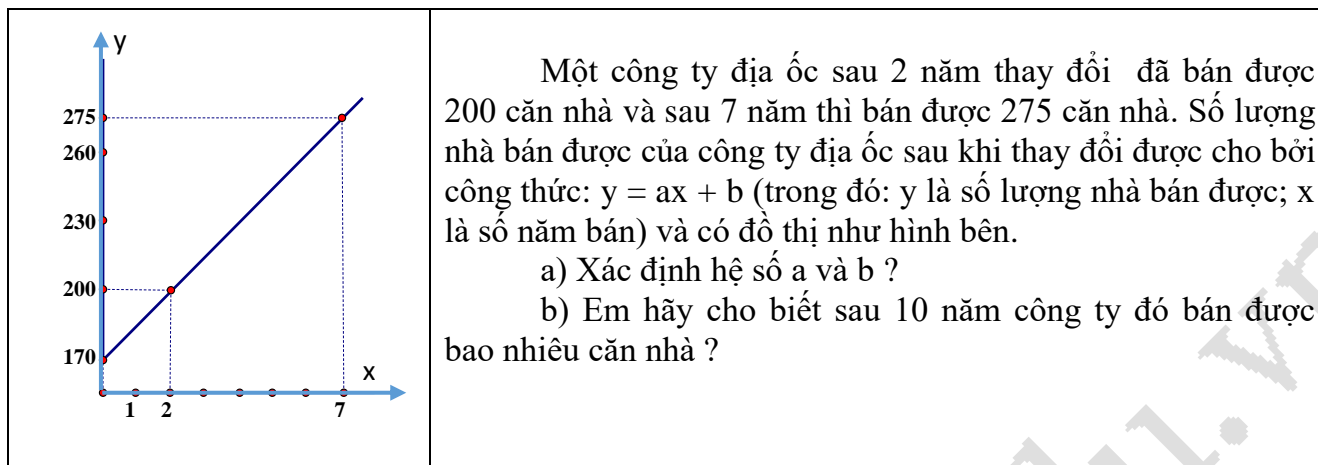 y
275
260
230
200
170
x
1 2 7
Một công ty địa ốc sau 2 năm thay đổi đã bán được
200 căn nhà và sau 7 năm thì bán được 275 căn nhà. Số lượng
nhà bán được của công ty địa ốc sau khi thay đổi được cho bởi
công thức: y = ax + b (trong đó: y là số lượng nhà bán được; x
là số năm bán) và có đồ thị như hình bên.
a) Xác định hệ số a và b ?
b) Em hãy cho biết sau 10 năm công ty đó bán được
bao nhiêu căn nhà ?